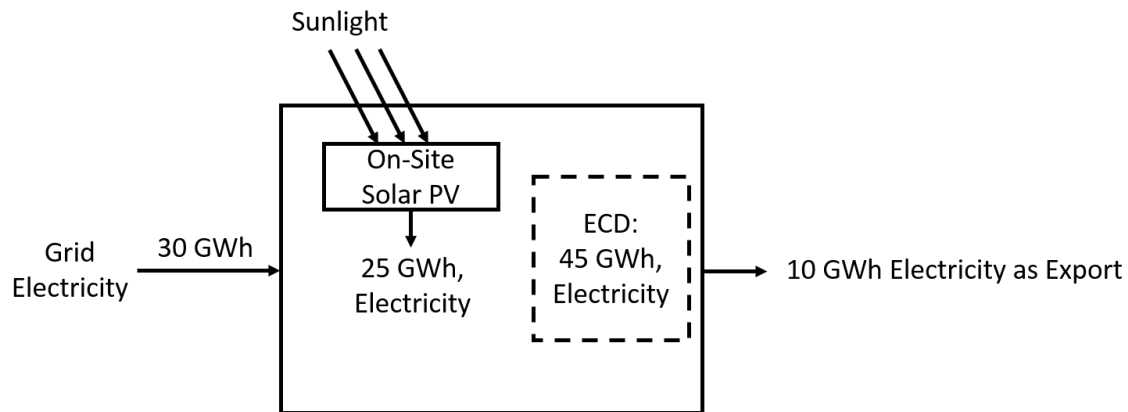 Sunlight
On-Site
Solar PV
30 GWh
Grid
Electricity
25 GWh,
Electricity
ECD:
45 GWh,
Electricity
10 GWh Electricity as Export